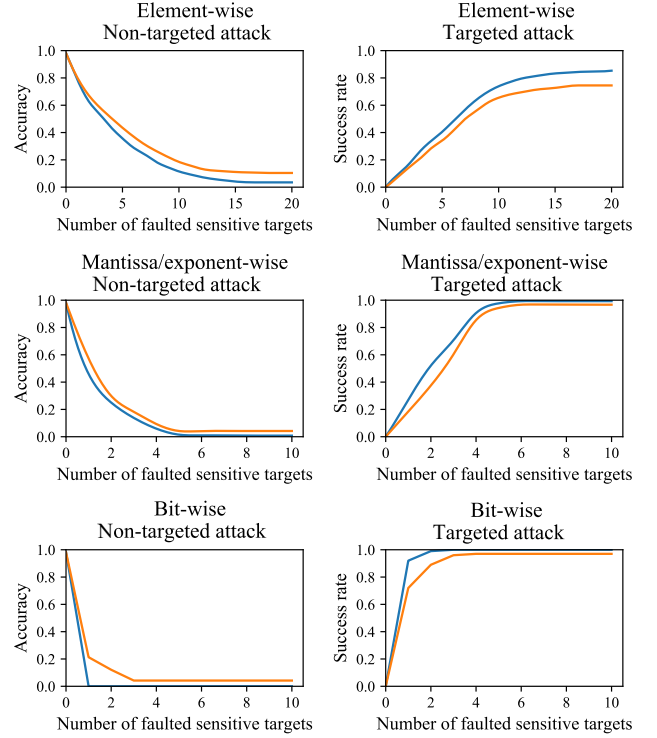 Element-wise
Non-targeted attack
1.0
0.8
0.6
0.4
0.2
0.0
Accuracy
0 5 10 15 20
Number of faulted sensitive targets
Element-wise
Targeted attack
1.0
0.8
0.6
0.4
0.2
0.0
Success rate
0 5 10 15 20
Number of faulted sensitive targets
Mantissa/exponent-wise
Non-targeted attack
1.0
0.8
0.6
0.4
0.2
0.0
Accuracy
0 2 4 6 8 10
Number of faulted sensitive targets
Mantissa/exponent-wise
Targeted attack
1.0
0.8
0.6
0.4
0.2
0.0
Success rate
0 2 4 6 8 10
Number of faulted sensitive targets
Bit-wise
Non-targeted attack
1.0
0.8
0.6
0.4
0.2
0.0
Accuracy
0 2 4 6 8 10
Number of faulted sensitive targets
Bit-wise
Targeted attack
1.0
0.8
0.6
0.4
0.2
0.0
Success rate
0 2 4 6 8 10
Number of faulted sensitive targets